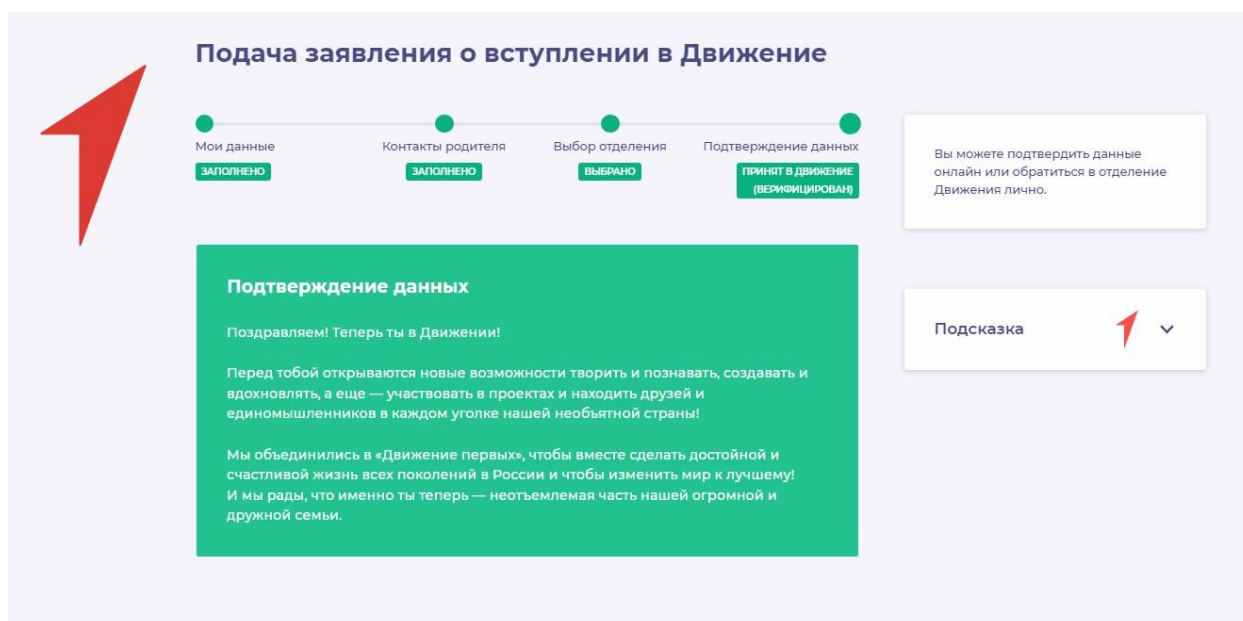 Подача заявления о вступлении в Движение
Мои данные
ЗАПОЛНЕНО
Контакты родителя
ЗАПОЛНЕНО
Выбор отделения
ВЫБРАНО
Подтверждение данных
ПРИНЯТ В ДВИЖЕНИЕ
(ВЕРИФИЦИРОВАН)
Вы можете подтвердить данные
онлайн или обратиться в отделение
Движения лично.
Подтверждение данных
Поздравляем! Теперь ты в Движении!
Перед тобой открываются новые возможности творить и познавать, создавать и
вдохновлять, а еще — участвовать в проектах и находить друзей и
единомышленников в каждом уголке нашей необъятной страны!
Мы объединились в «Движение первых», чтобы вместе сделать достойной и
счастливой жизнь всех поколений в России и чтобы изменить мир к лучшему!
И мы рады, что именно ты теперь — неотъемлемая часть нашей огромной и
дружной семьи.
Подсказка